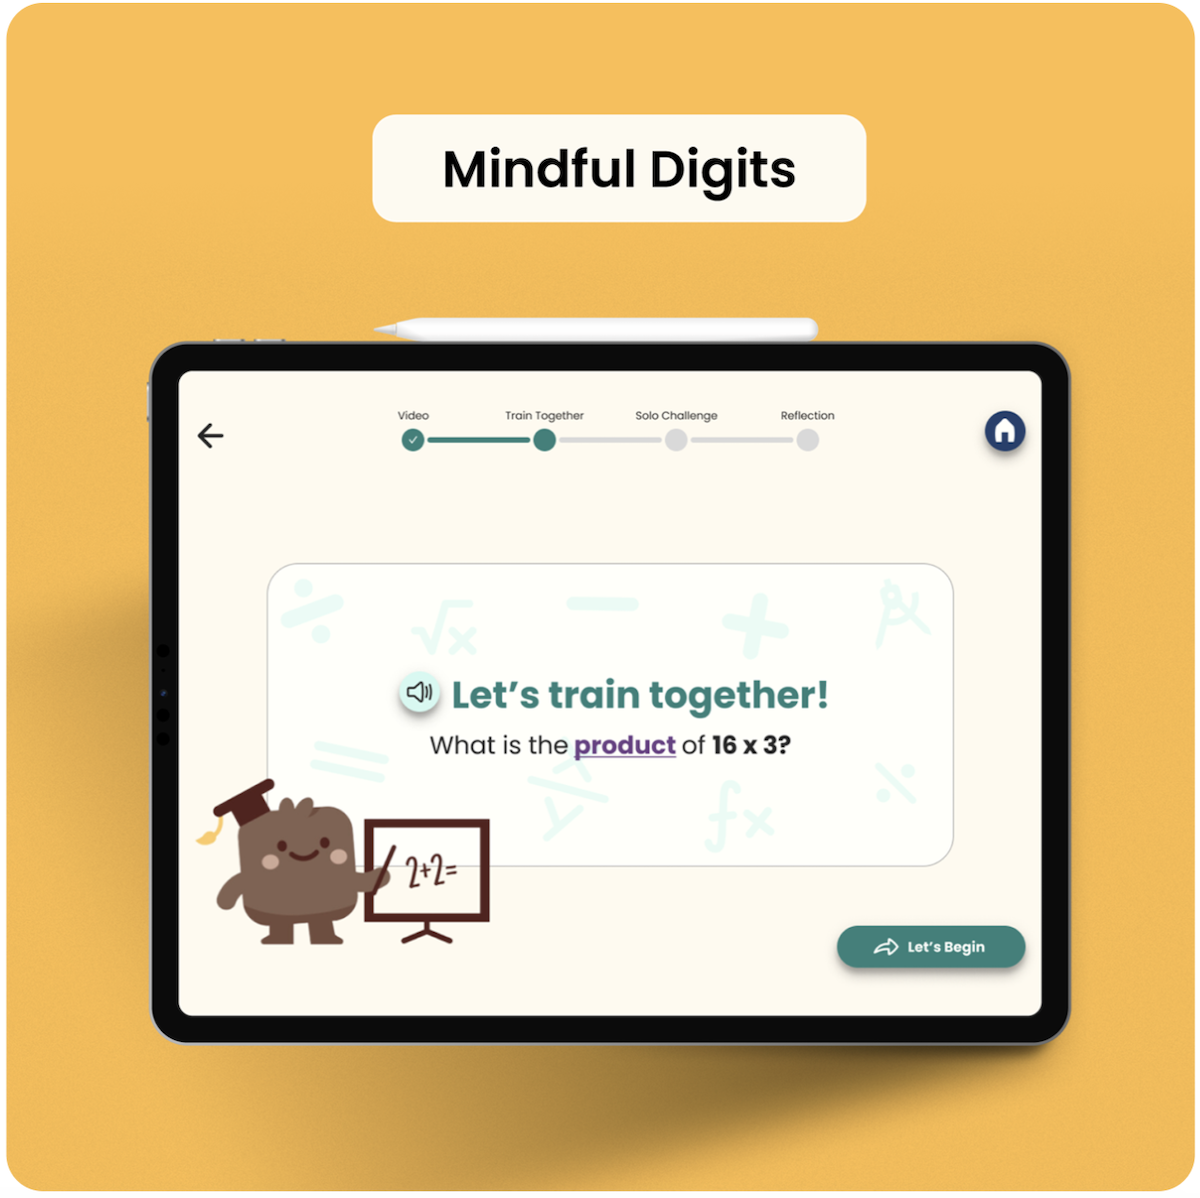 Mindful Digits
Video
Train Together
Solo Challenge
Reflection
Let’s train together!
What is the product of 16 x 3?
2+2=
Let’s Begin